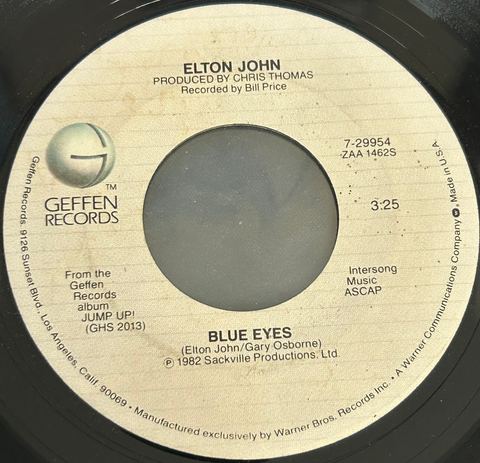 ELTON JOHN
PRODUCED BY CHRIS THOMAS
Recorded by Bill Price
7-29954
ZAA 1462S
G
™
GEFFEN
RECORDS
3:25
From the
Geffen
Records
album
JUMP UP!
(GHS 2013)
Intersong
Music
ASCAP
BLUE EYES
(Elton John/Gary Osborne)
℗ 1982 Sackville Productions. Ltd.
Geffen Records 9126 Sunset Blvd., Los Angeles, Calif. 90069 • Manufactured exclusively by Warner Bros. Records Inc. • A Warner Communications Company • Made in U.S.A.